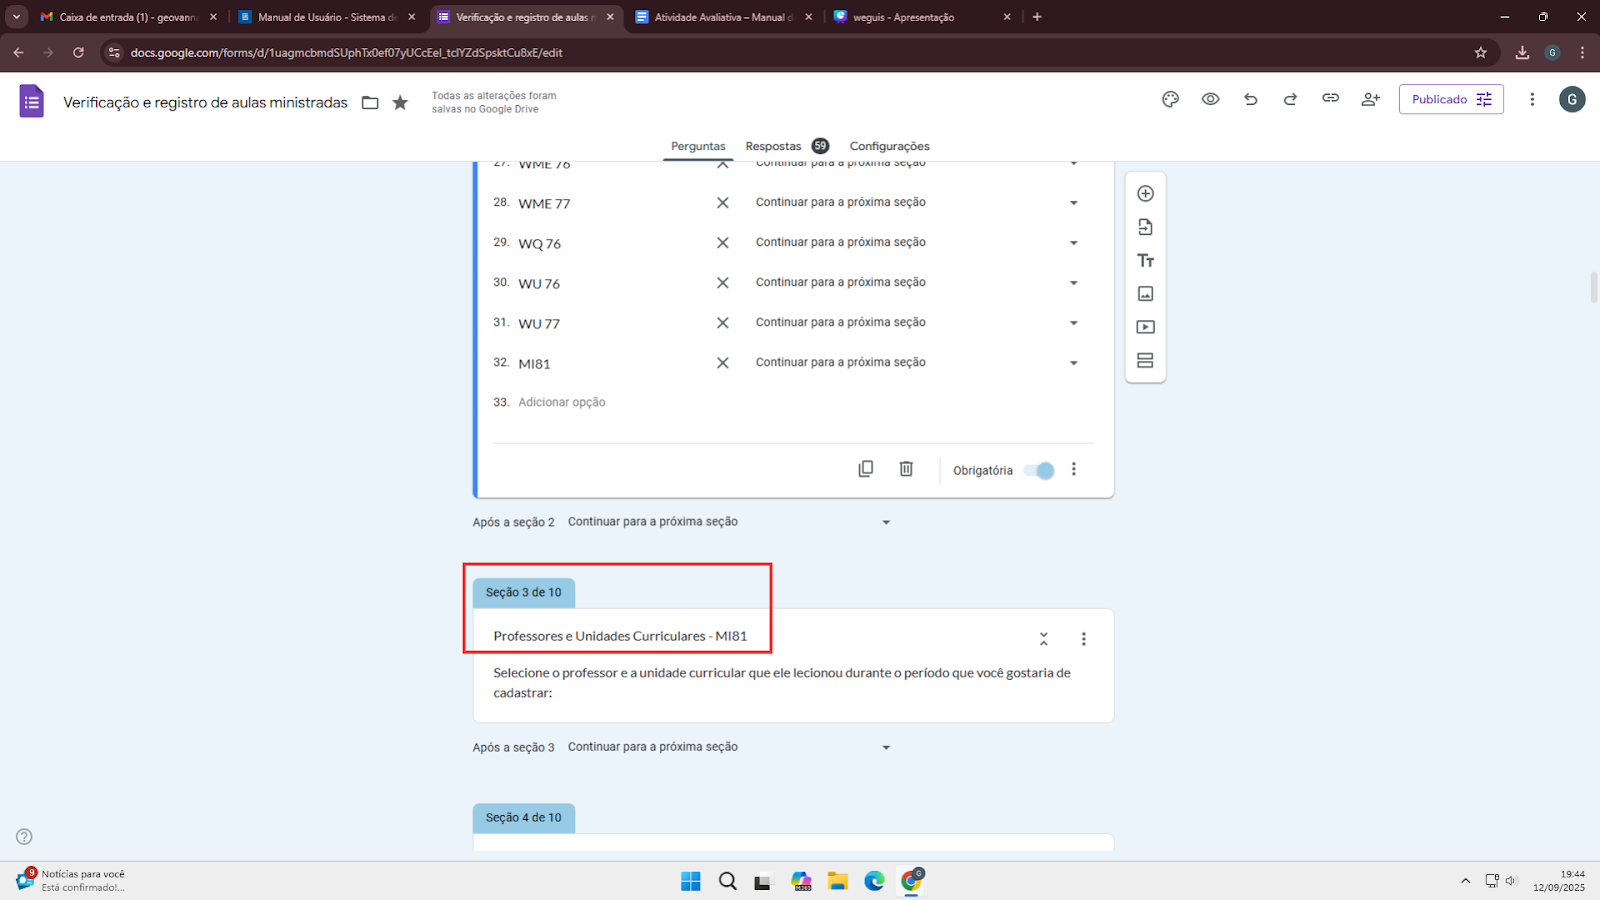 Caixa de entrada (1) - geovanna
Manual de Usuário - Sistema de
Verificação e registro de aulas m
Atividade Avaliativa – Manual d
weguis - Apresentação
docs.google.com/forms/d/1uagmcbmdSUphTx0ef07yUCcEel_tclYZdSpsktCu8xE/edit
G
Verificação e registro de aulas ministradas
Todas as alterações foram
salvas no Google Drive
Publicado
G
Perguntas
Respostas
59
Configurações
27. WME 76
Continuar para a próxima seção
28. WME 77
Continuar para a próxima seção
29. WQ 76
Continuar para a próxima seção
30. WU 76
Continuar para a próxima seção
31. WU 77
Continuar para a próxima seção
32. MI81
Continuar para a próxima seção
33. Adicionar opção
Tт
Obrigatória
Após a seção 2 Continuar para a próxima seção
Seção 3 de 10
Professores e Unidades Curriculares - MI81
Selecione o professor e a unidade curricular que ele lecionou durante o período que você gostaria de
cadastrar:
Após a seção 3 Continuar para a próxima seção
Seção 4 de 10
9
Notícias para você
Está confirmado!...
M365
G
19:44
12/09/2025